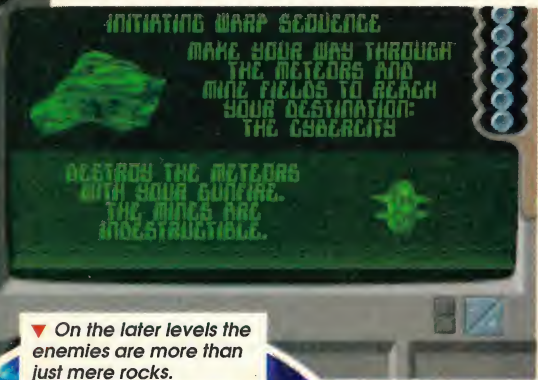 INITIATING WARP SEQUENCE
MAKE YOUR WAY THROUGH
THE METEORS AND
MINE FIELDS TO REACH
YOUR DESTINATION:
THE CYBERCITY
DESTROY THE METEORS
WITH YOUR GUNFIRE.
THE MINES ARE
INDESTRUCTIBLE.
▼ On the later levels the
enemies are more than
just mere rocks.